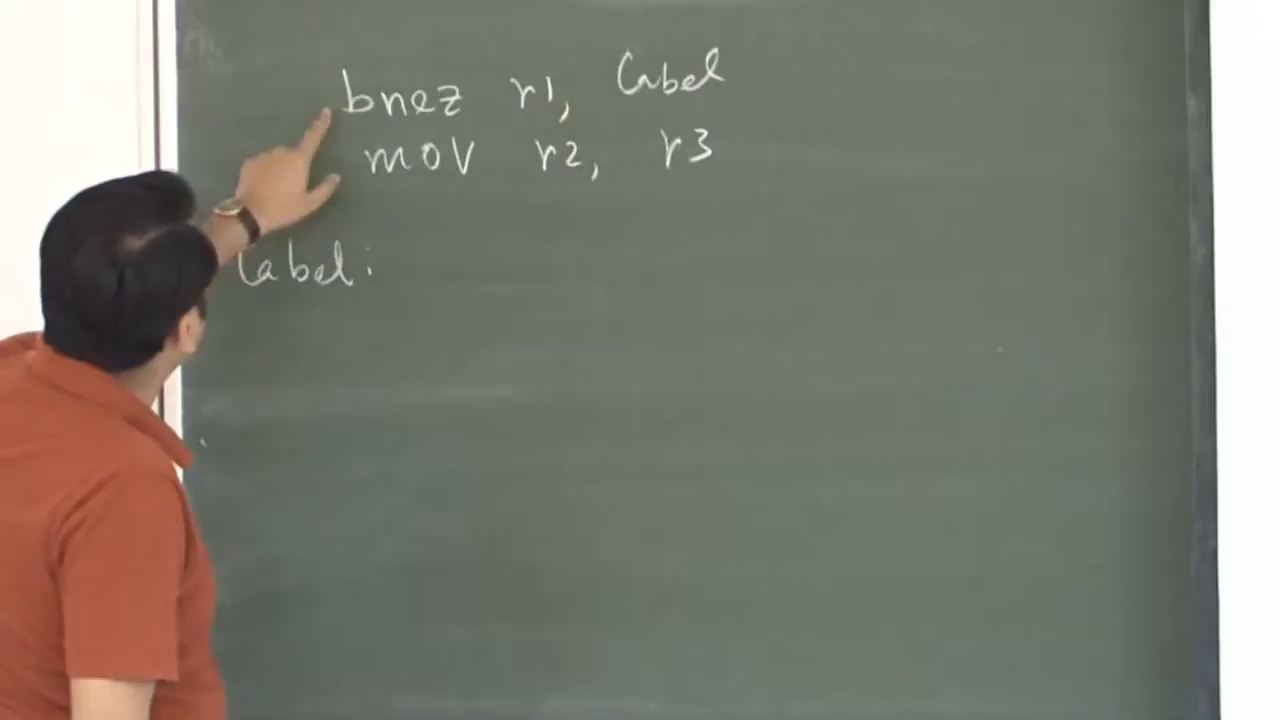 bnez r1, label
mov r2, r3
label: